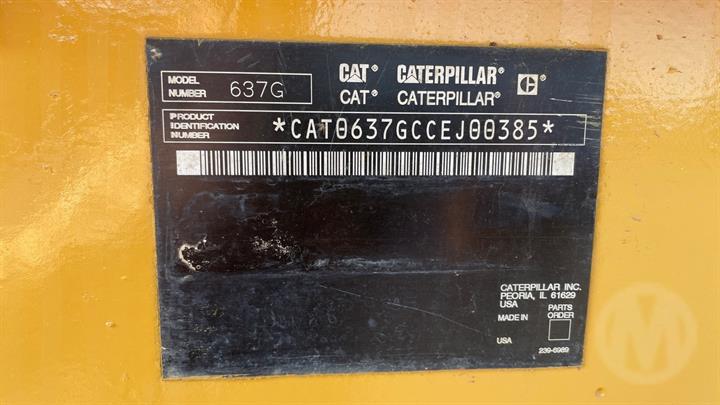 MODEL NUMBER 637G
CAT® CATERPILLAR® C®
CAT® CATERPILLAR®
PRODUCT IDENTIFICATION NUMBER *CAT0637GCCEJ00385*
CATERPILLAR INC.
PEORIA, IL 61629
USA
PARTS ORDER
MADE IN
USA
239-6989
M